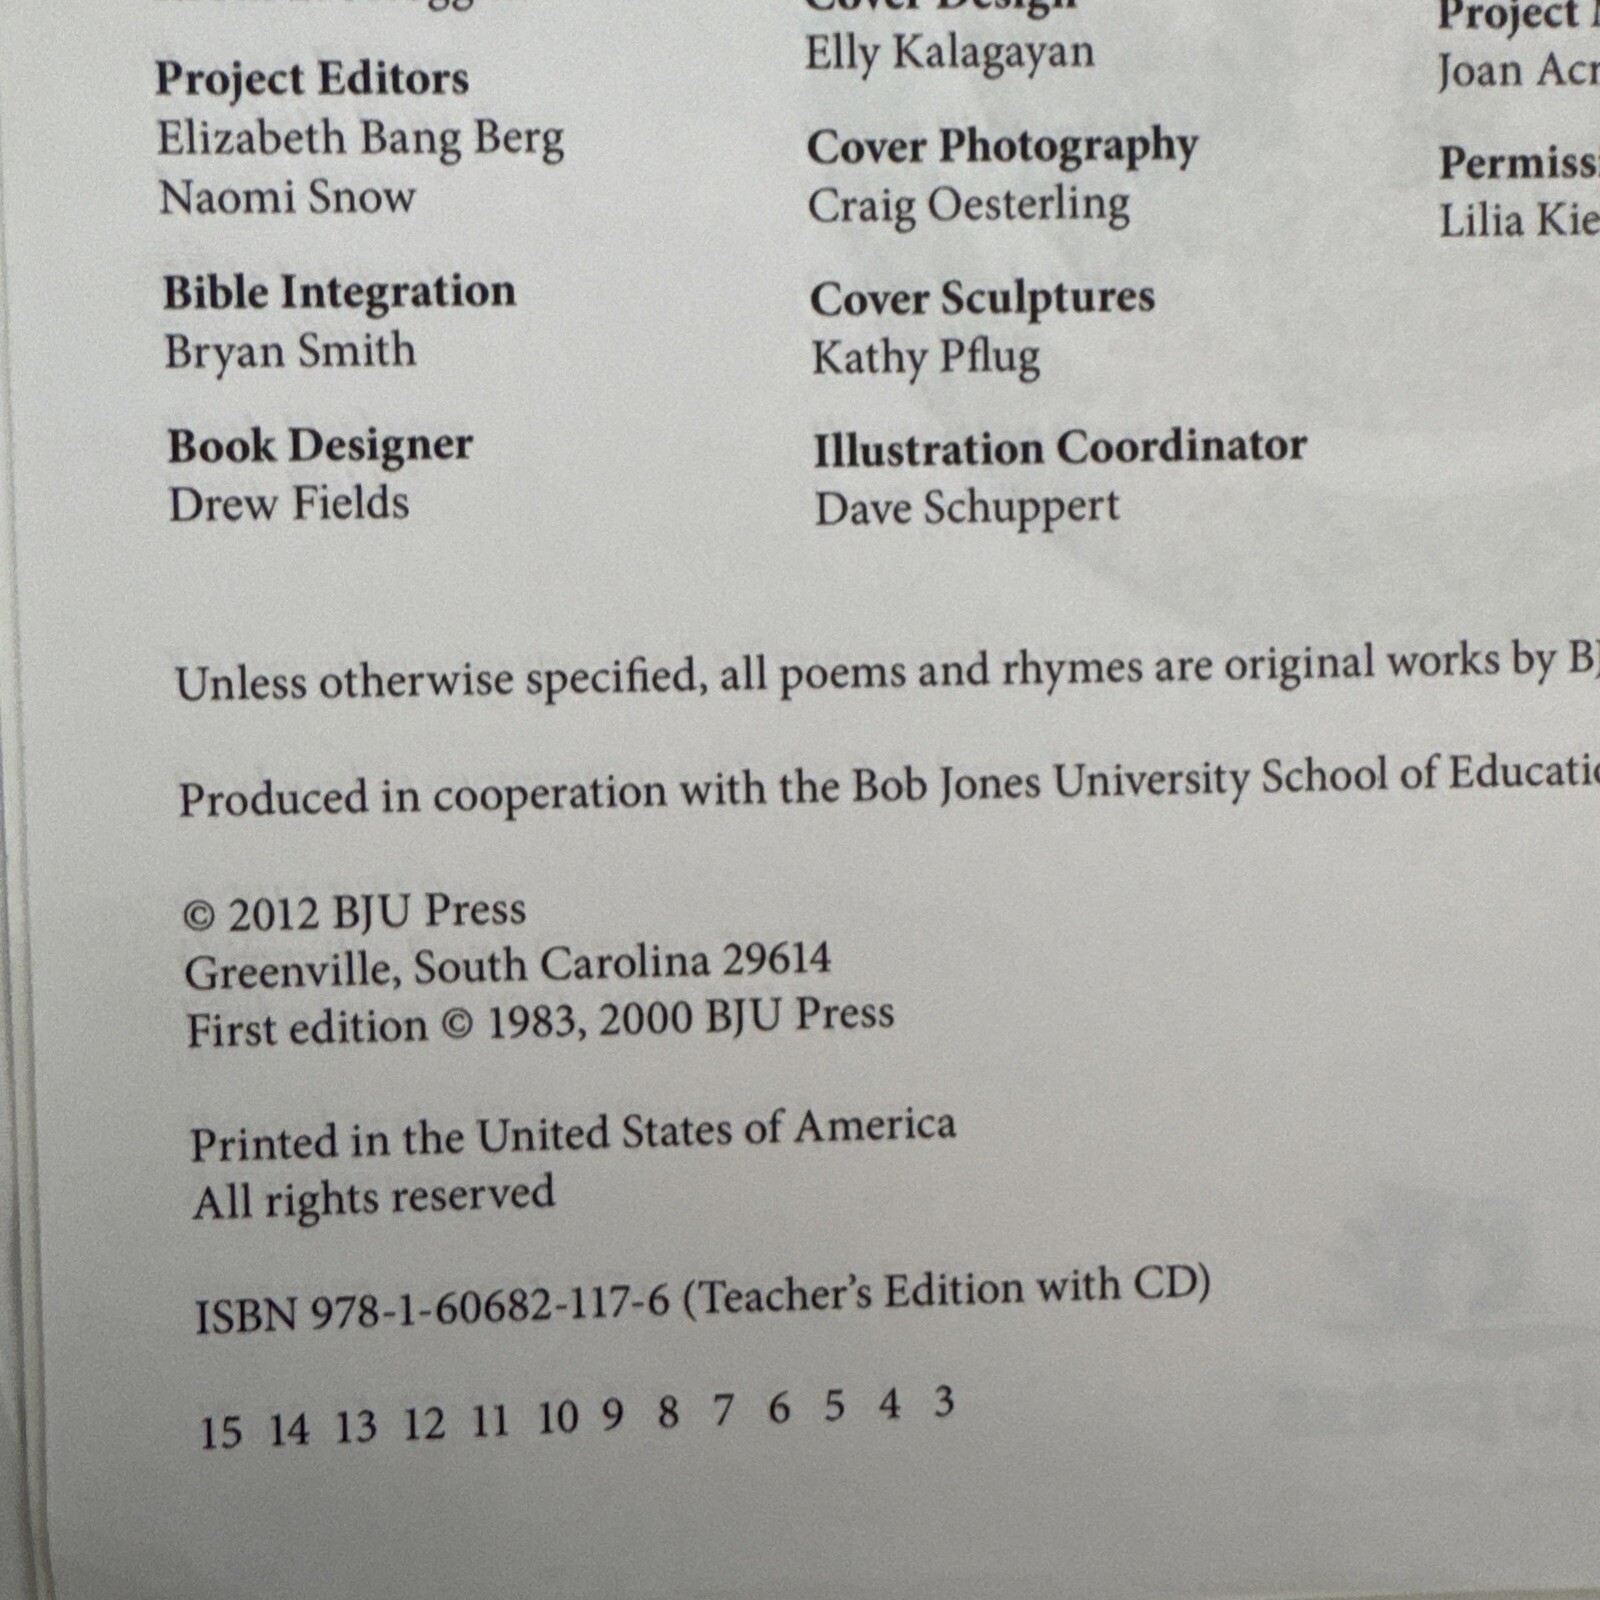 Project Editors
Elizabeth Bang Berg
Naomi Snow
Bible Integration
Bryan Smith
Book Designer
Drew Fields
Cover Design
Elly Kalagayan
Cover Photography
Craig Oesterling
Cover Sculptures
Kathy Pflug
Illustration Coordinator
Dave Schuppert
Project
Joan
Lilia
Unless otherwise specified, all poems and rhymes are original works by
Produced in cooperation with the Bob Jones University School of
© 2012 BJU Press
Greenville, South Carolina 29614
First edition © 1983, 2000 BJU Press
Printed in the United States of America
All rights reserved
ISBN 978-1-60682-117-6 (Teacher's Edition with CD)
15 14 13 12 11 10 9 8 7 6 5 4 3